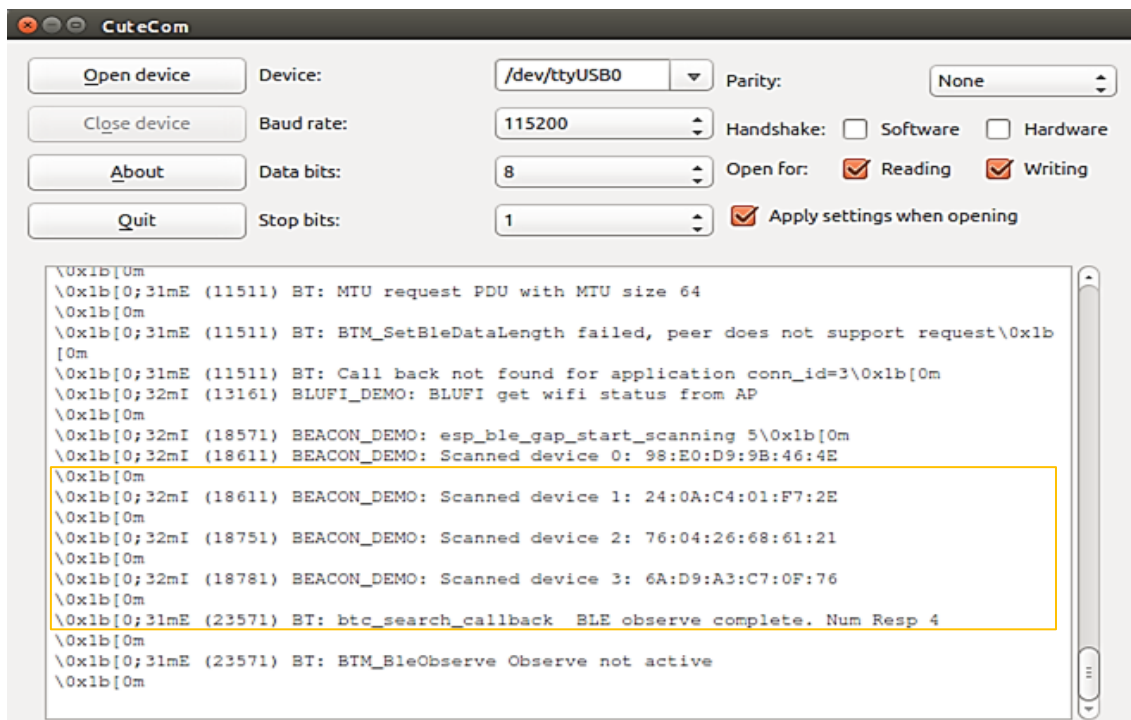 CuteCom
Open device Device: /dev/ttyUSB0 Parity: None
Close device Baud rate: 115200 Handshake: Software Hardware
About Data bits: 8 Open for: Reading Writing
Quit Stop bits: 1 Apply settings when opening
\0x1b[0m
\0x1b[0;31mE (11511) BT: MTU request PDU with MTU size 64
\0x1b[0m
\0x1b[0;31mE (11511) BT: BTM_SetBleDataLength failed, peer does not support request\0x1b
[0m
\0x1b[0;31mE (11511) BT: Call back not found for application conn_id=3\0x1b[0m
\0x1b[0;32mI (13161) BLUFI_DEMO: BLUFI get wifi status from AP
\0x1b[0m
\0x1b[0;32mI (18571) BEACON_DEMO: esp_ble_gap_start_scanning 5\0x1b[0m
\0x1b[0;32mI (18611) BEACON_DEMO: Scanned device 0: 98:E0:D9:9B:46:4E
\0x1b[0m
\0x1b[0;32mI (18611) BEACON_DEMO: Scanned device 1: 24:0A:C4:01:F7:2E
\0x1b[0m
\0x1b[0;32mI (18751) BEACON_DEMO: Scanned device 2: 76:04:26:68:61:21
\0x1b[0m
\0x1b[0;32mI (18781) BEACON_DEMO: Scanned device 3: 6A:D9:A3:C7:0F:76
\0x1b[0m
\0x1b[0;31mE (23571) BT: btc_search_callback  BLE observe complete. Num Resp 4
\0x1b[0m
\0x1b[0;31mE (23571) BT: BTM_BleObserve Observe not active
\0x1b[0m